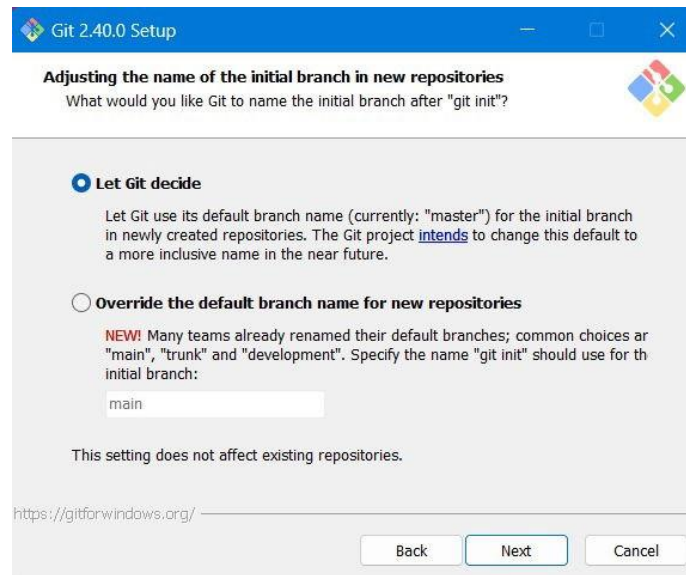 Git 2.40.0 Setup
Adjusting the name of the initial branch in new repositories
What would you like Git to name the initial branch after "git init"?
Let Git decide
Let Git use its default branch name (currently: "master") for the initial branch
in newly created repositories. The Git project intends to change this default to
a more inclusive name in the near future.
Override the default branch name for new repositories
NEW! Many teams already renamed their default branches; common choices ar
"main", "trunk" and "development". Specify the name "git init" should use for th
initial branch:
main
This setting does not affect existing repositories.
https://gitforwindows.org/
Back Next Cancel